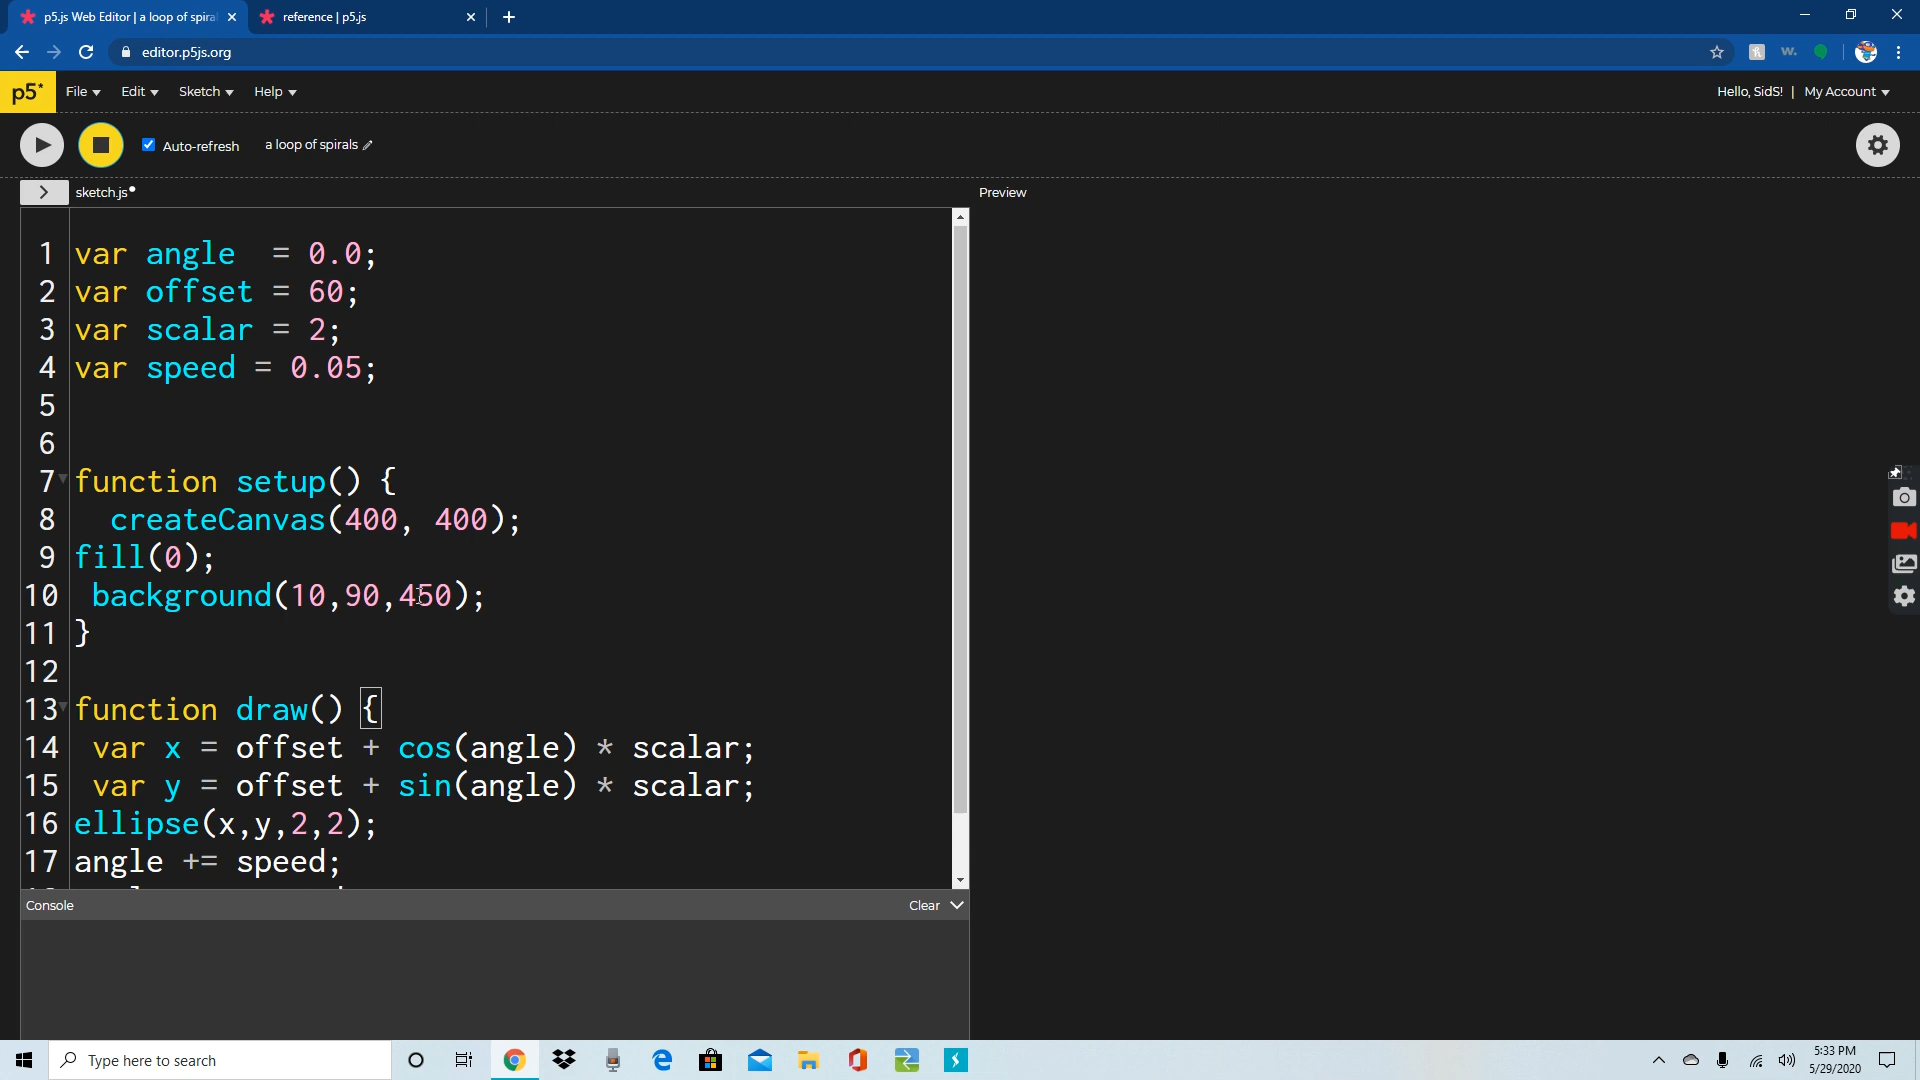 p5.js Web Editor | a loop of spira
reference | p5.js
editor.p5js.org
p5* File Edit Sketch Help
Hello, SidS! | My Account
Auto-refresh a loop of spirals
sketch.js
Preview
1 var angle  = 0.0;
2 var offset = 60;
3 var scalar = 2;
4 var speed = 0.05;
5
6
7 function setup() {
8   createCanvas(400, 400);
9 fill(0);
10  background(10,90,450);
11 }
12
13 function draw() {
14  var x = offset + cos(angle) * scalar;
15  var y = offset + sin(angle) * scalar;
16 ellipse(x,y,2,2);
17 angle += speed;
Console Clear
Type here to search
5:33 PM
5/29/2020